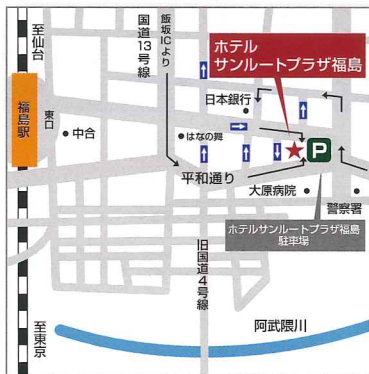 至仙台
飯坂ICより
国道13号線
ホテル
サンルートプラザ福島
日本銀行
福島駅
東口
中合
はなの舞
P
平和通り
大原病院
警察署
ホテルサンルートプラザ福島
駐車場
旧国道4号線
阿武隈川
至東京